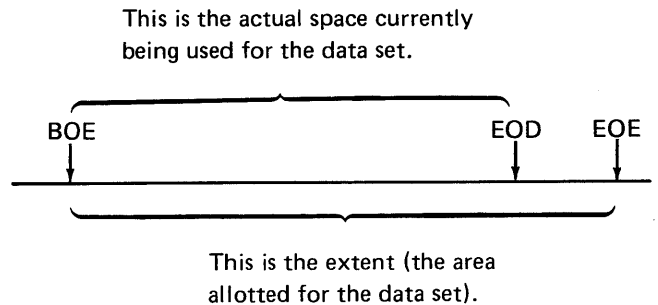 This is the actual space currently
being used for the data set.
BOE EOD EOE
This is the extent (the area
allotted for the data set).